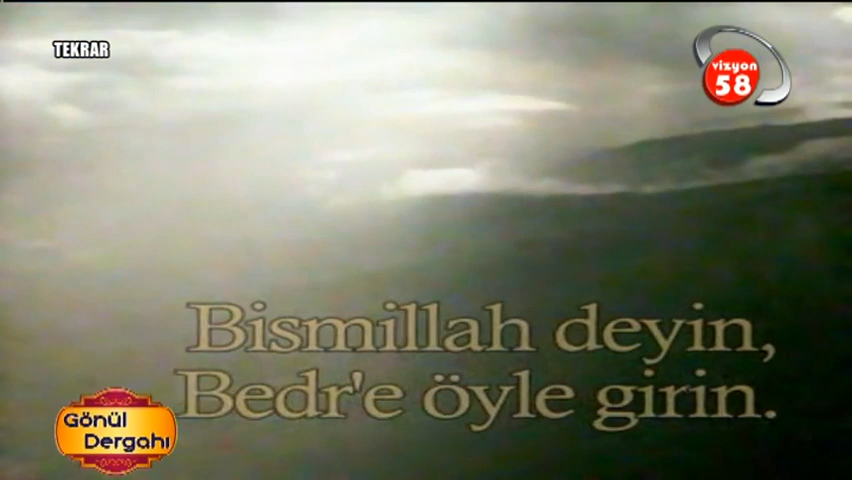 TEKRAR
vizyon
58
Bismillah deyin,
Bedr'e öyle girin.
Gönül
Dergahı